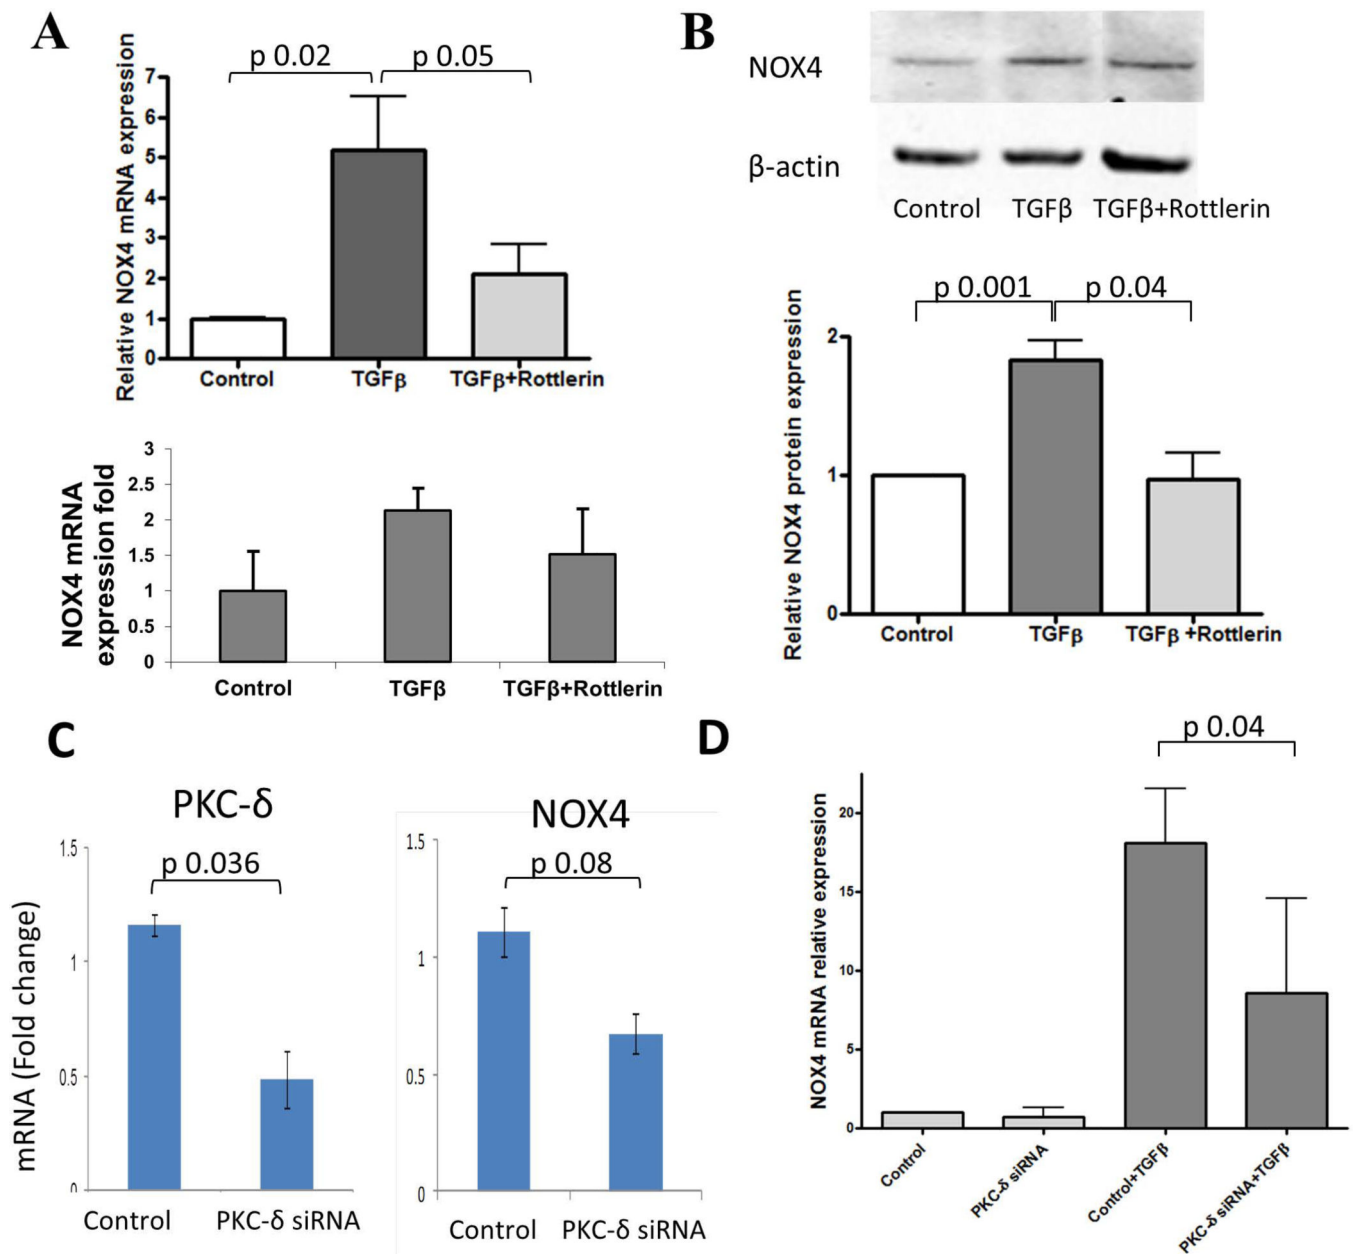 A
p 0.02
p 0.05
Relative NOX4 mRNA expression
7
6
5
4
3
2
1
0
Control
TGFβ
TGFβ+Rottlerin
NOX4 mRNA
expression fold
3
2.5
2
1.5
1
0.5
0
Control
TGFβ
TGFβ+Rottlerin
B
NOX4
β-actin
Control
TGFβ
TGFβ+Rottlerin
p 0.001
p 0.04
Relative NOX4 protein expression
2
1
0
Control
TGFβ
TGFβ +Rottlerin
C
PKC-δ
p 0.036
mRNA (Fold change)
1.5
1
0.5
0
Control
PKC-δ siRNA
NOX4
p 0.08
1.5
1
0.5
0
Control
PKC-δ siRNA
D
p 0.04
NOX4 mRNA relative expression
20
15
10
5
0
Control
PKC-δ siRNA
Control+TGFβ
PKC-δ siRNA+TGFβ